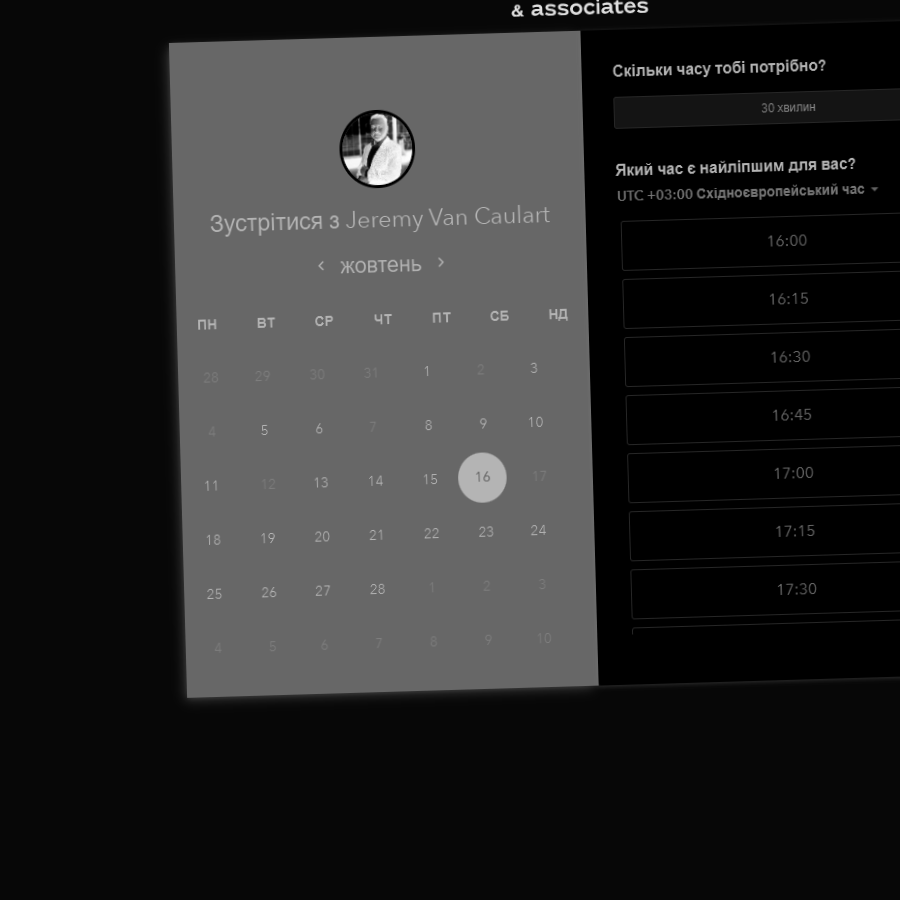 & associates
Зустрітися з Jeremy Van Caulart
жовтень
ПН ВТ СР ЧТ ПТ СБ НД
28 29 30 31 1 2 3
4 5 6 7 8 9 10
11 12 13 14 15 16 17
18 19 20 21 22 23 24
25 26 27 28 1 2 3
4 5 6 7 8 9 10
Скільки часу тобі потрібно?
30 хвилин
Який час є найліпшим для вас?
UTC +03:00 Східноєвропейський час
16:00
16:15
16:30
16:45
17:00
17:15
17:30